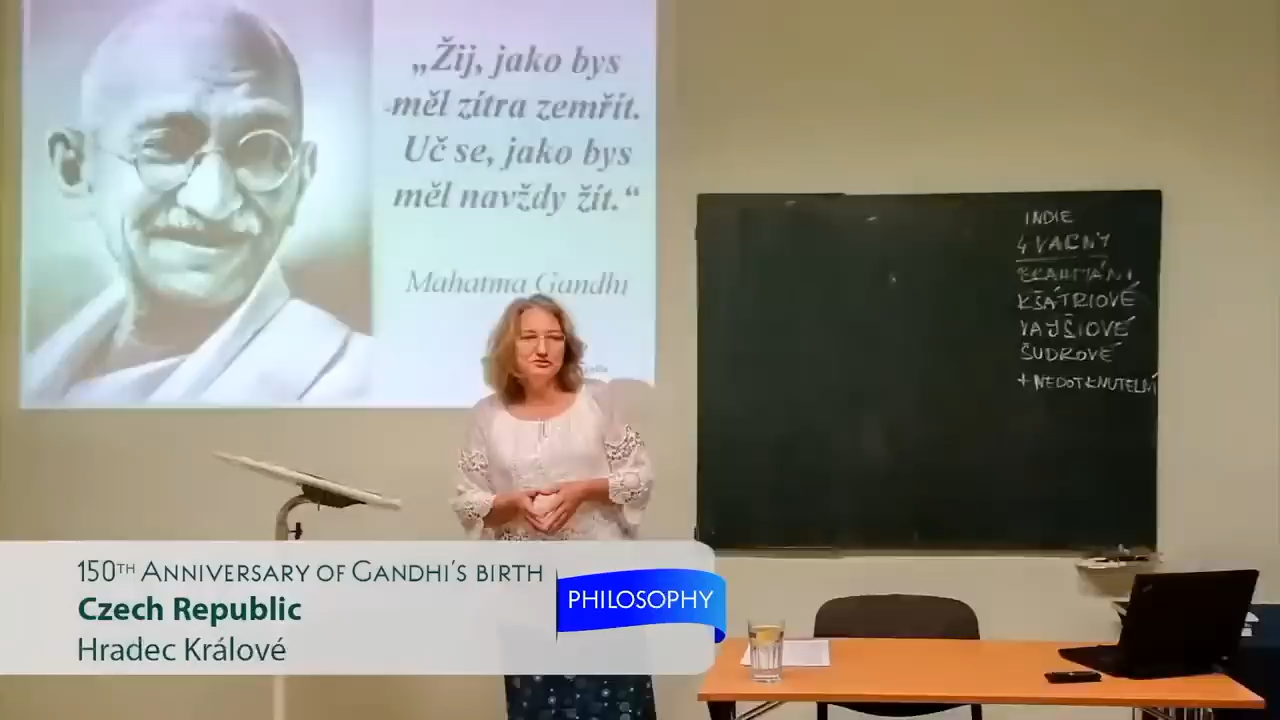 „Žij, jako bys
měl zítra zemřít.
Uč se, jako bys
měl navždy žít.“
Mahatma Gandhi
INDIE
4 VARNY
BRAHMÁNI
KŠÁTRIOVÉ
VAJŠIOVÉ
ŠUDROVÉ
+ NEDOTKNUTELNÍ
150TH ANNIVERSARY OF GANDHI'S BIRTH
Czech Republic
Hradec Králové
PHILOSOPHY